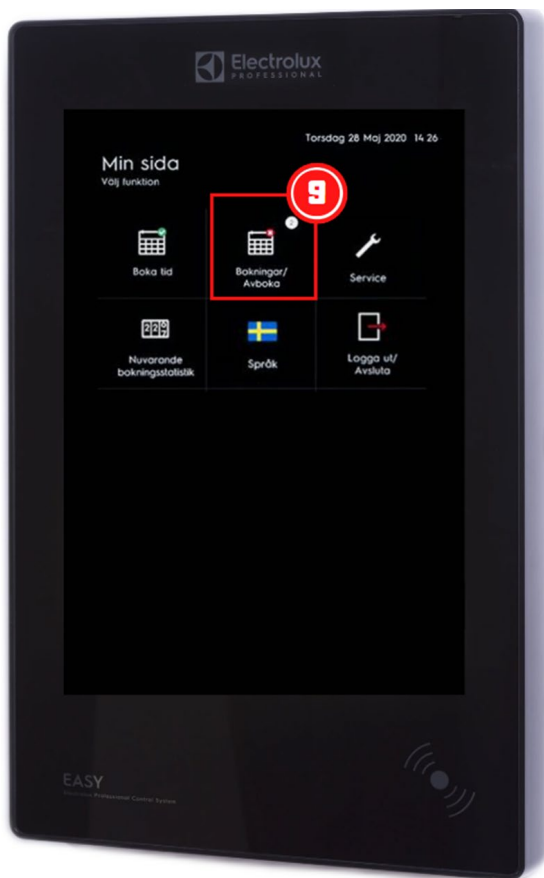 Electrolux
PROFESSIONAL
Torsdag 28 Maj 2020 14 26
Min sida
Välj funktion
9
Boka tid
Bokningar/
Avboka
Service
Nuvarande
bokningsstatistik
Språk
Logga ut/
Avsluta
EASY
Electrolux Professional Control System